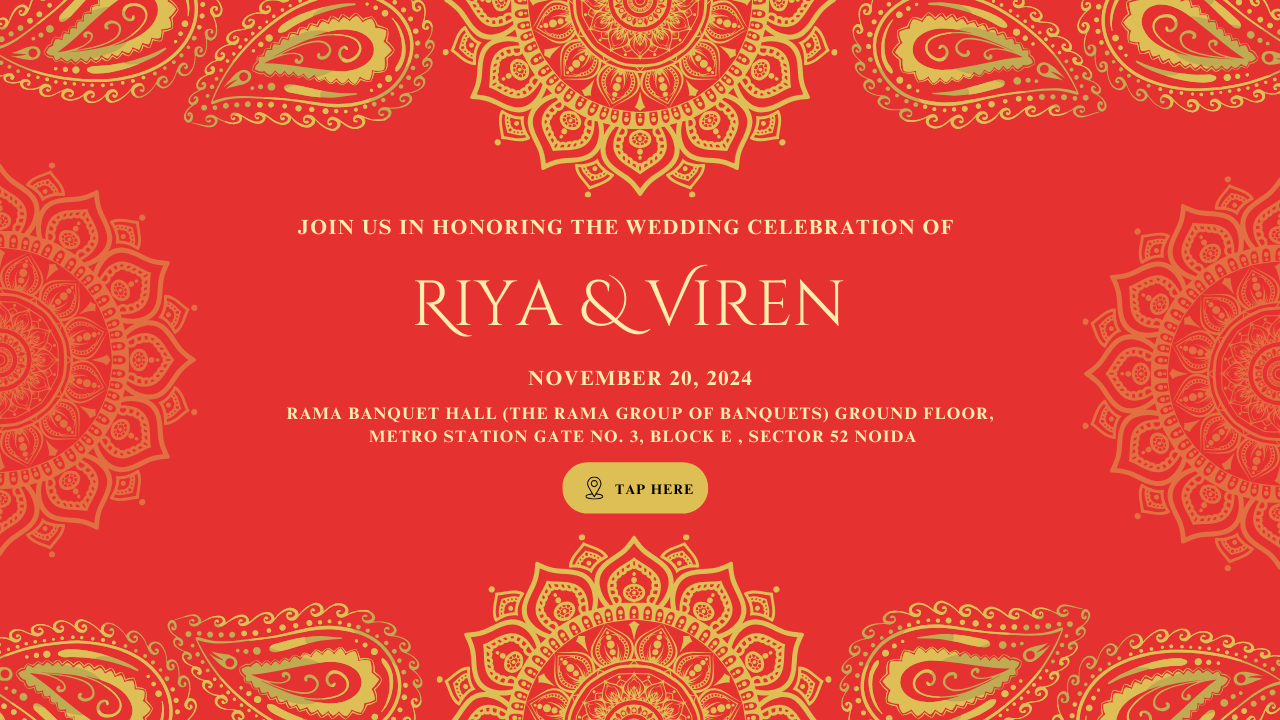 JOIN US IN HONORING THE WEDDING CELEBRATION OF
RIYA & VIREN
NOVEMBER 20, 2024
RAMA BANQUET HALL (THE RAMA GROUP OF BANQUETS) GROUND FLOOR,
METRO STATION GATE NO. 3, BLOCK E , SECTOR 52 NOIDA
TAP HERE